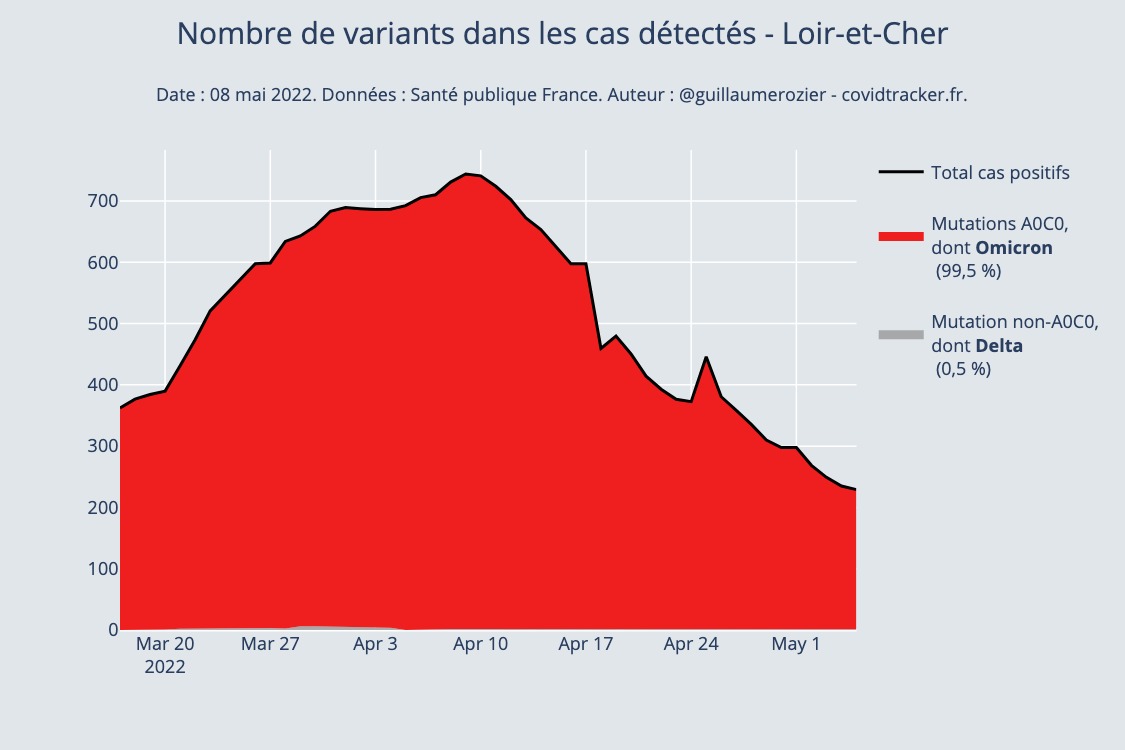 Nombre de variants dans les cas détectés - Loir-et-Cher
Date : 08 mai 2022. Données : Santé publique France. Auteur : @guillaumerozier - covidtracker.fr.
Total cas positifs
Mutations A0C0,
dont Omicron
(99,5 %)
Mutation non-A0C0,
dont Delta
(0,5 %)
700
600
500
400
300
200
100
0
Mar 20
2022
Mar 27
Apr 3
Apr 10
Apr 17
Apr 24
May 1